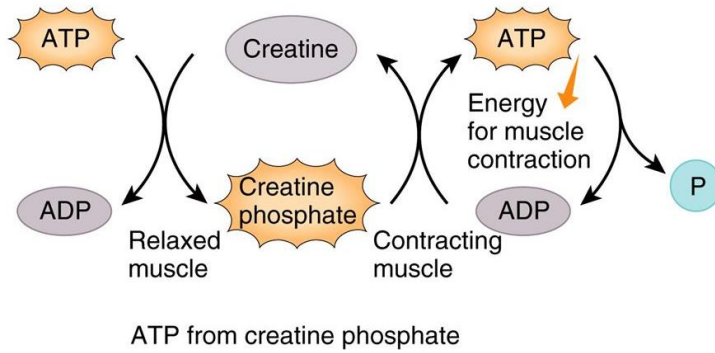 ATP
Creatine
ATP
Energy
for muscle
contraction
ADP
Creatine
phosphate
ADP
P
Relaxed
muscle
Contracting
muscle
ATP from creatine phosphate